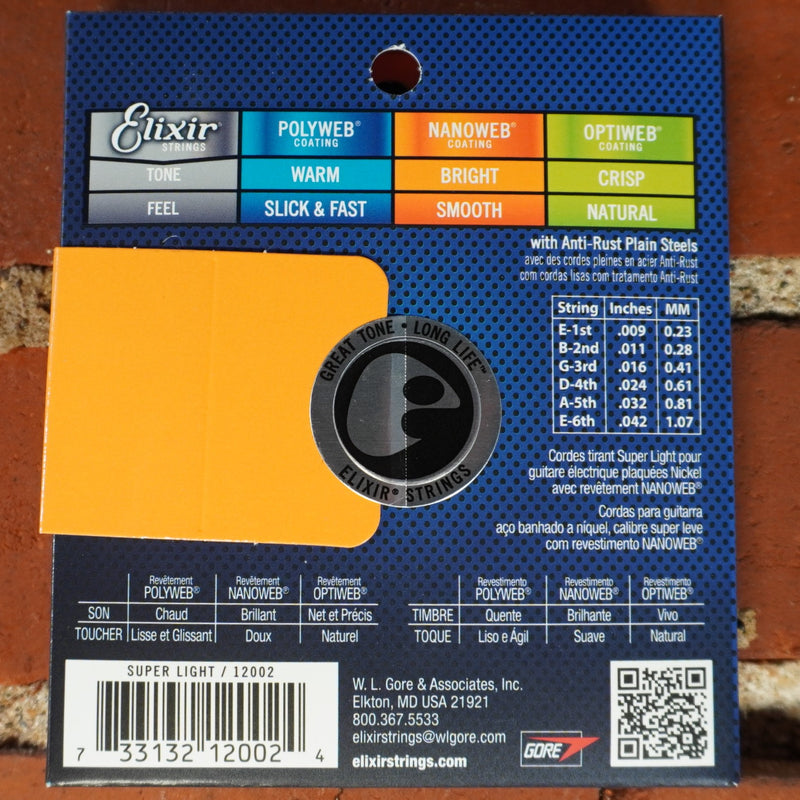 Elixir® POLYWEB® NANOWEB® OPTIWEB®
STRINGS COATING COATING COATING
TONE WARM BRIGHT CRISP
FEEL SLICK & FAST SMOOTH NATURAL
with Anti-Rust Plain Steels
avec des cordes pleines en acier Anti-Rust
com cordas lisas com tratamento Anti-Rust
String Inches MM
E-1st .009 0.23
B-2nd .011 0.28
G-3rd .016 0.41
D-4th .024 0.61
A-5th .032 0.81
E-6th .042 1.07
GREAT TONE • LONG LIFE™
ELIXIR® STRINGS
Cordes tirant Super Light pour
guitare électrique plaquées Nickel
avec revêtement NANOWEB®
Cordas para guitarra
aço banhado a níquel, calibre super leve
com revestimento NANOWEB®
Revêtement Revêtement Revêtement
POLYWEB® NANOWEB® OPTIWEB®
SON Chaud Brillant Net et Précis
TOUCHER Lisse et Glissant Doux Naturel
Revestimento Revestimento Revestimento
POLYWEB® NANOWEB® OPTIWEB®
TIMBRE Quente Brilhante Vivo
TOQUE Liso e Ágil Suave Natural
SUPER LIGHT / 12002
7 33132 12002 4
W. L. Gore & Associates, Inc.
Elkton, MD USA 21921
800.367.5533
elixirstrings@wlgore.com
elixirstrings.com
GORE